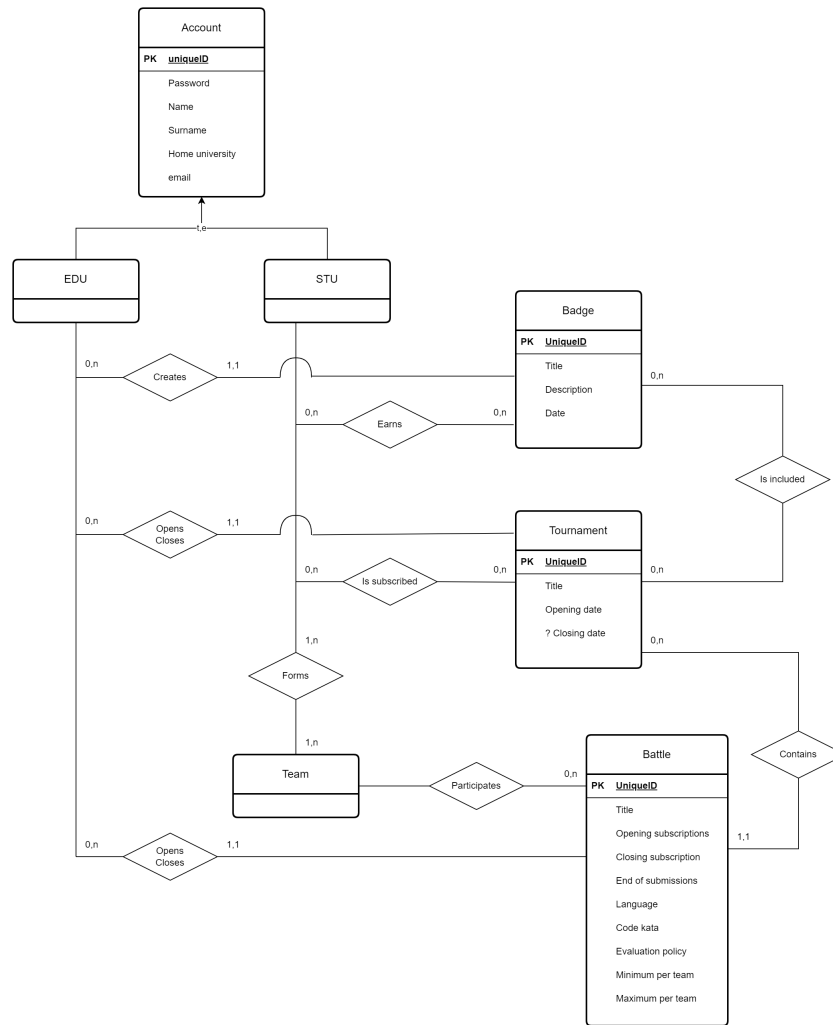 Account
PK uniqueID
Password
Name
Surname
Home university
email
t,e
EDU
STU
Badge
PK UniqueID
Title
Description
Date
0,n
Creates
1,1
0,n
0,n
Earns
0,n
Is included
0,n
Opens
Closes
1,1
Tournament
PK UniqueID
Title
Opening date
? Closing date
0,n
Is subscribed
0,n
0,n
0,n
1,n
Forms
1,n
Team
Participates
0,n
Battle
PK UniqueID
Title
Opening subscriptions
Closing subscription
End of submissions
Language
Code kata
Evaluation policy
Minimum per team
Maximum per team
Contains
1,1
0,n
Opens
Closes
1,1